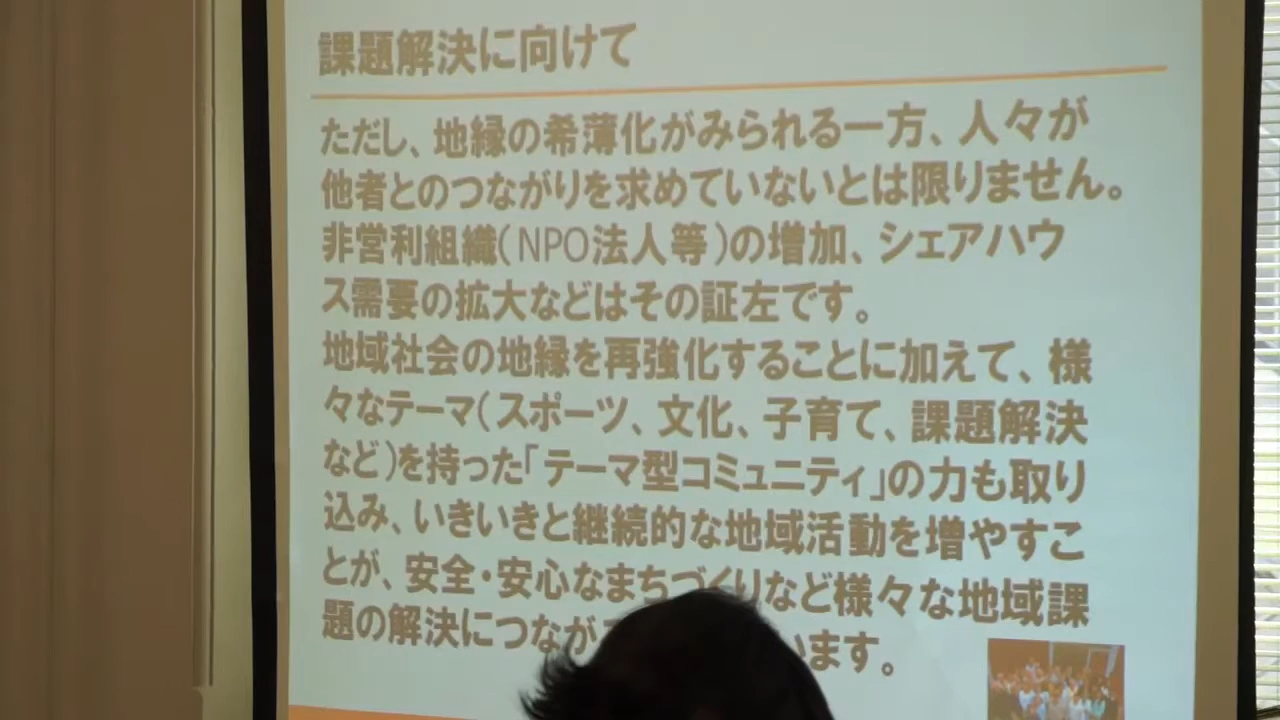 課題解決に向けて
ただし、地縁の希薄化がみられる一方、人々が
他者とのつながりを求めていないとは限りません。
非営利組織(NPO法人等)の増加、シェアハウ
ス需要の拡大などはその証左です。
地域社会の地縁を再強化することに加えて、様
々なテーマ(スポーツ、文化、子育て、課題解決
など)を持った「テーマ型コミュニティ」の力も取り
込み、いきいきと継続的な地域活動を増やすこ
とが、安全・安心なまちづくりなど様々な地域課
題の解決につなが います。